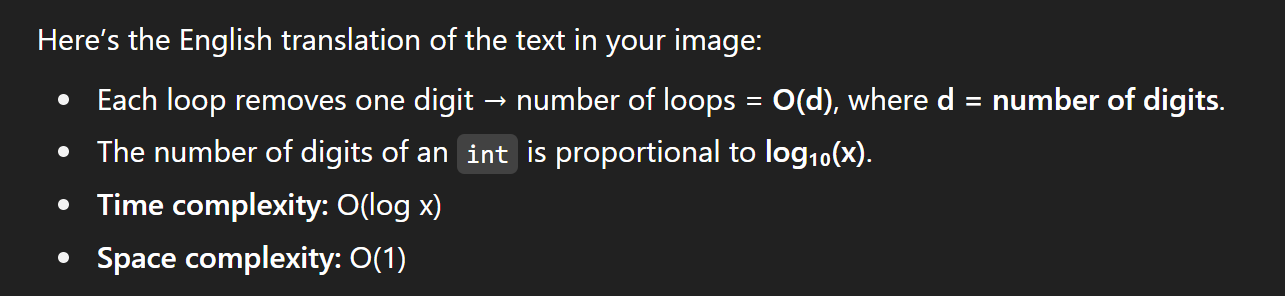 Here’s the English translation of the text in your image:
• Each loop removes one digit → number of loops = O(d), where d = number of digits.
• The number of digits of an int is proportional to log₁₀(x).
• Time complexity: O(log x)
• Space complexity: O(1)